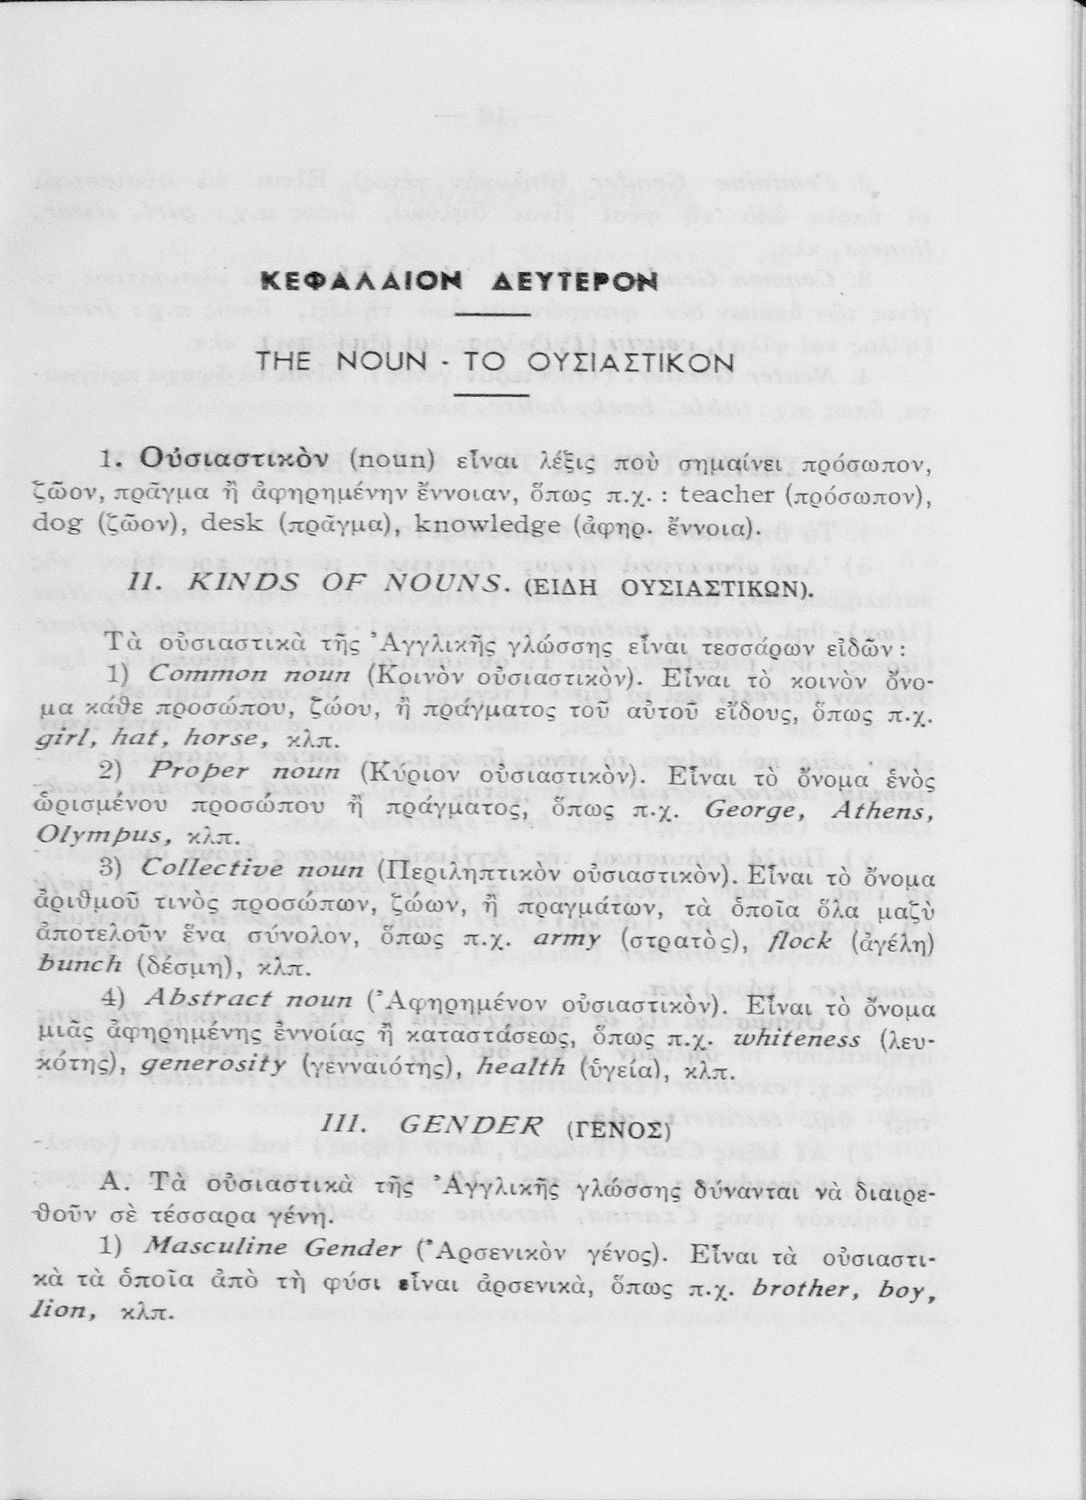 ΚΕΦΑΛΑΙΟΝ ΔΕΥΤΕΡΟΝ
THE NOUN - ΤΟ ΟΥΣΙΑΣΤΙΚΟΝ
1. Οὐσιαστικὸν (noun) εἶναι λέξις ποὺ σημαίνει πρόσωπον,
ζῶον, πρᾶγμα ἢ ἀφηρημένην ἔννοιαν, ὅπως π.χ. : teacher (πρόσωπον),
dog (ζῶον), desk (πρᾶγμα), knowledge (ἀφηρ. ἔννοια).
II. KINDS OF NOUNS. (ΕΙΔΗ ΟΥΣΙΑΣΤΙΚΩΝ).
Τὰ οὐσιαστικὰ τῆς Ἀγγλικῆς γλώσσης εἶναι τεσσάρων εἰδῶν :
1) Common noun (Κοινὸν οὐσιαστικὸν). Εἶναι τὸ κοινὸν ὄνο-
μα κάθε προσώπου, ζώου, ἢ πράγματος τοῦ αὐτοῦ εἴδους, ὅπως π.χ.
girl, hat, horse, κλπ.
2) Proper noun (Κύριον οὐσιαστικὸν). Εἶναι τὸ ὄνομα ἑνὸς
ὡρισμένου προσώπου ἢ πράγματος, ὅπως π.χ. George, Athens,
Olympus, κλπ.
3) Collective noun (Περιληπτικὸν οὐσιαστικὸν). Εἶναι τὸ ὄνομα
ἀριθμοῦ τινὸς προσώπων, ζώων, ἢ πραγμάτων, τὰ ὁποῖα ὅλα μαζὺ
ἀποτελοῦν ἕνα σύνολον, ὅπως π.χ. army (στρατὸς), flock (ἀγέλη)
bunch (δέσμη), κλπ.
4) Abstract noun (Ἀφηρημένον οὐσιαστικὸν). Εἶναι τὸ ὄνομα
μιᾶς ἀφηρημένης ἐννοίας ἢ καταστάσεως, ὅπως π.χ. whiteness (λευ-
κότης), generosity (γενναιότης), health (ὑγεία), κλπ.
III. GENDER (ΓΕΝΟΣ)
Α. Τὰ οὐσιαστικὰ τῆς Ἀγγλικῆς γλώσσης δύνανται νὰ διαιρε-
θοῦν σὲ τέσσαρα γένη.
1) Masculine Gender (Ἀρσενικὸν γένος). Εἶναι τὰ οὐσιαστι-
κὰ τὰ ὁποῖα ἀπὸ τὴ φύσι εἶναι ἀρσενικὰ, ὅπως π.χ. brother, boy,
lion, κλπ.